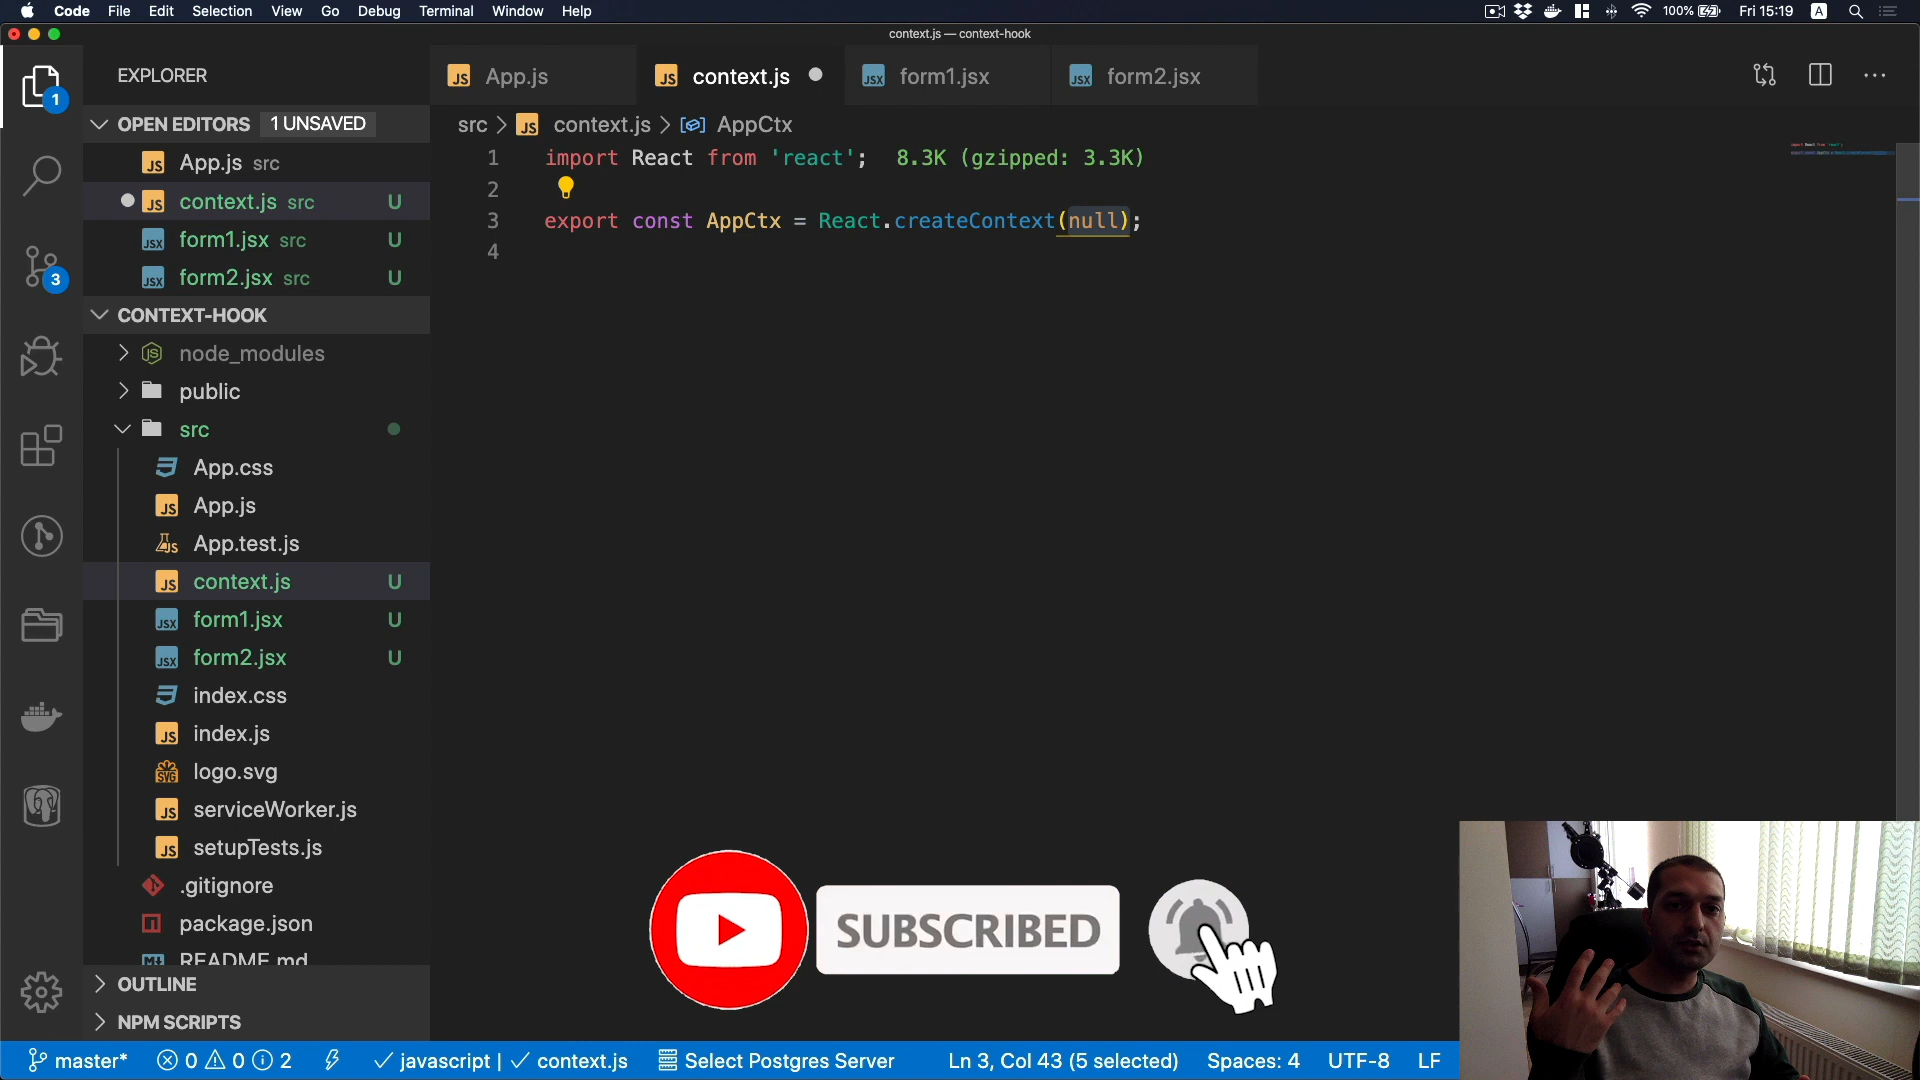 Code File Edit Selection View Go Debug Terminal Window Help 100% Fri 15:19 A
context.js — context-hook
EXPLORER
1
OPEN EDITORS 1 UNSAVED
App.js src
context.js src U
form1.jsx src U
form2.jsx src U
3
CONTEXT-HOOK
node_modules
public
src
App.css
App.js
App.test.js
context.js U
form1.jsx U
form2.jsx U
index.css
index.js
logo.svg
serviceWorker.js
setupTests.js
.gitignore
package.json
README.md
OUTLINE
NPM SCRIPTS
App.js context.js form1.jsx form2.jsx
src > context.js > AppCtx
1 import React from 'react'; 8.3K (gzipped: 3.3K)
2
3 export const AppCtx = React.createContext(null);
4
SUBSCRIBED
master* 0 0 2 javascript | context.js Select Postgres Server Ln 3, Col 43 (5 selected) Spaces: 4 UTF-8 LF